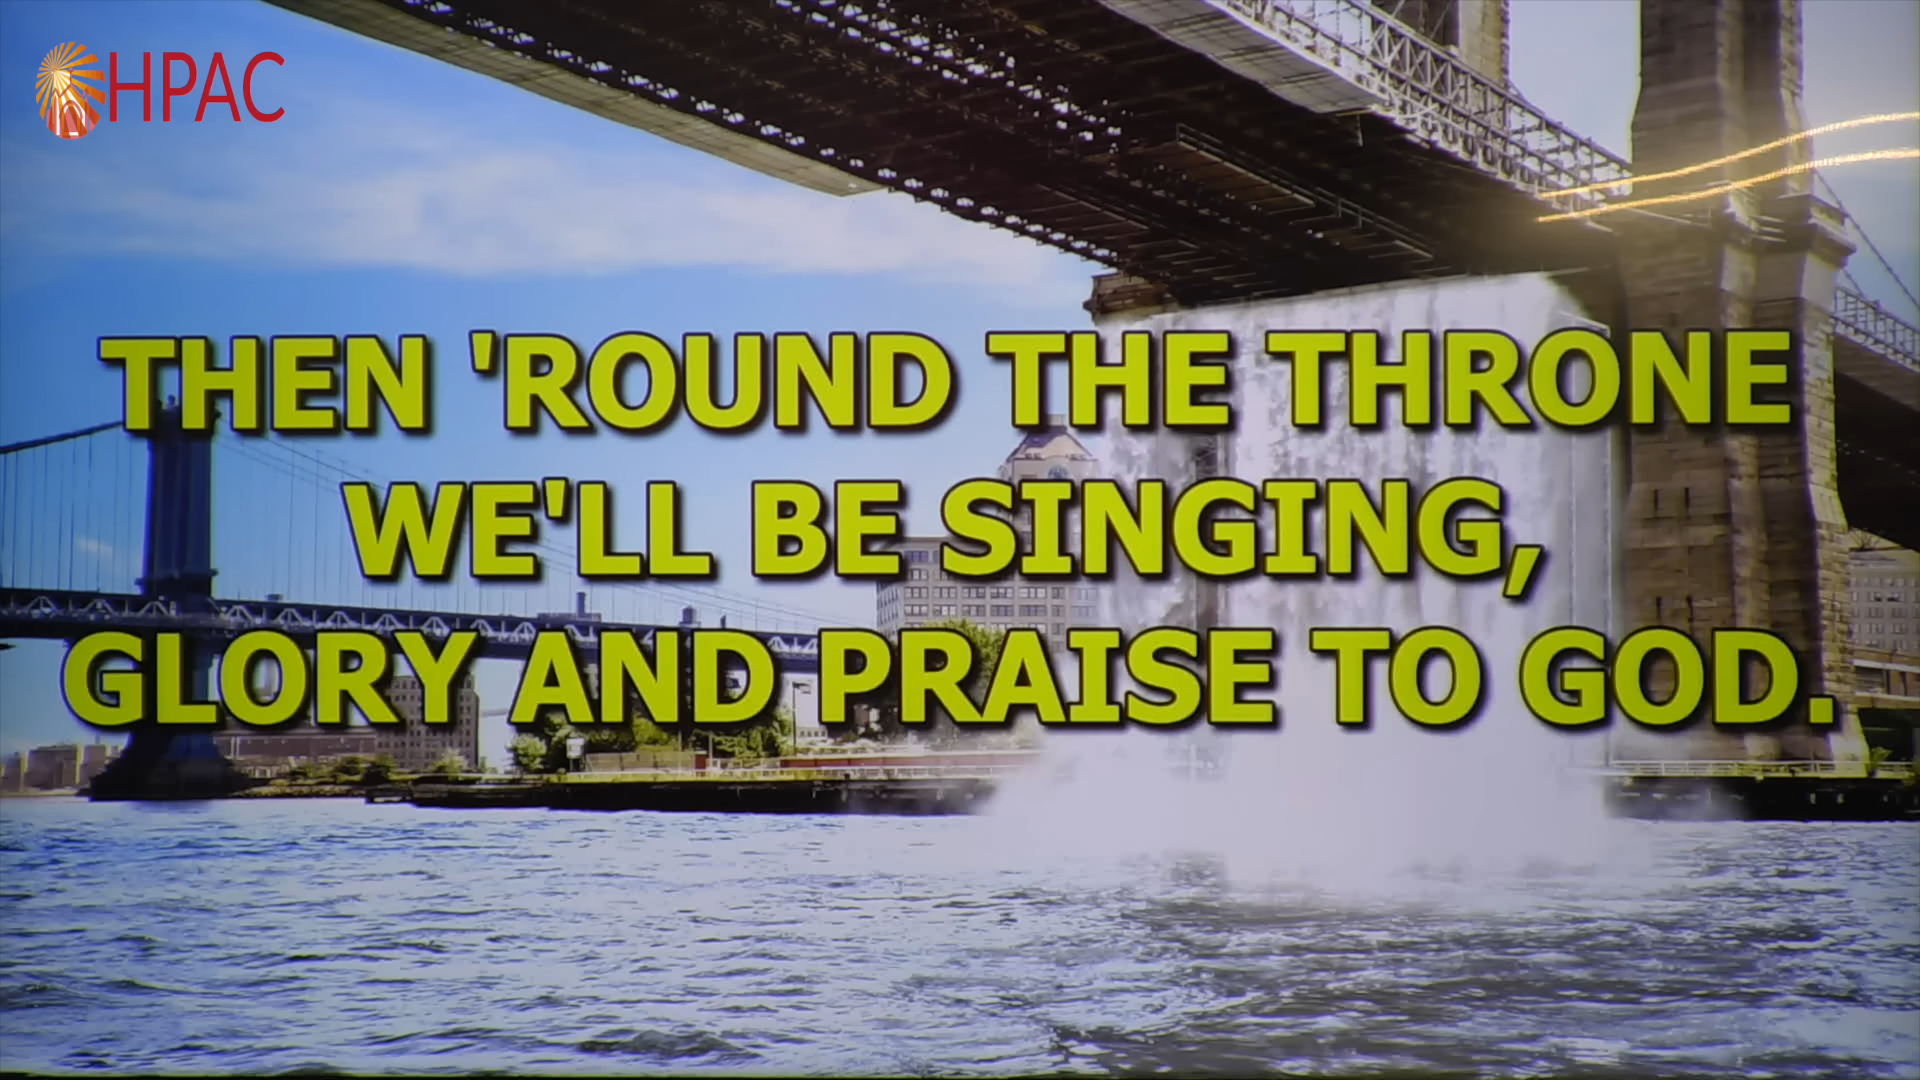 HPAC
THEN 'ROUND THE THRONE
WE'LL BE SINGING,
GLORY AND PRAISE TO GOD.